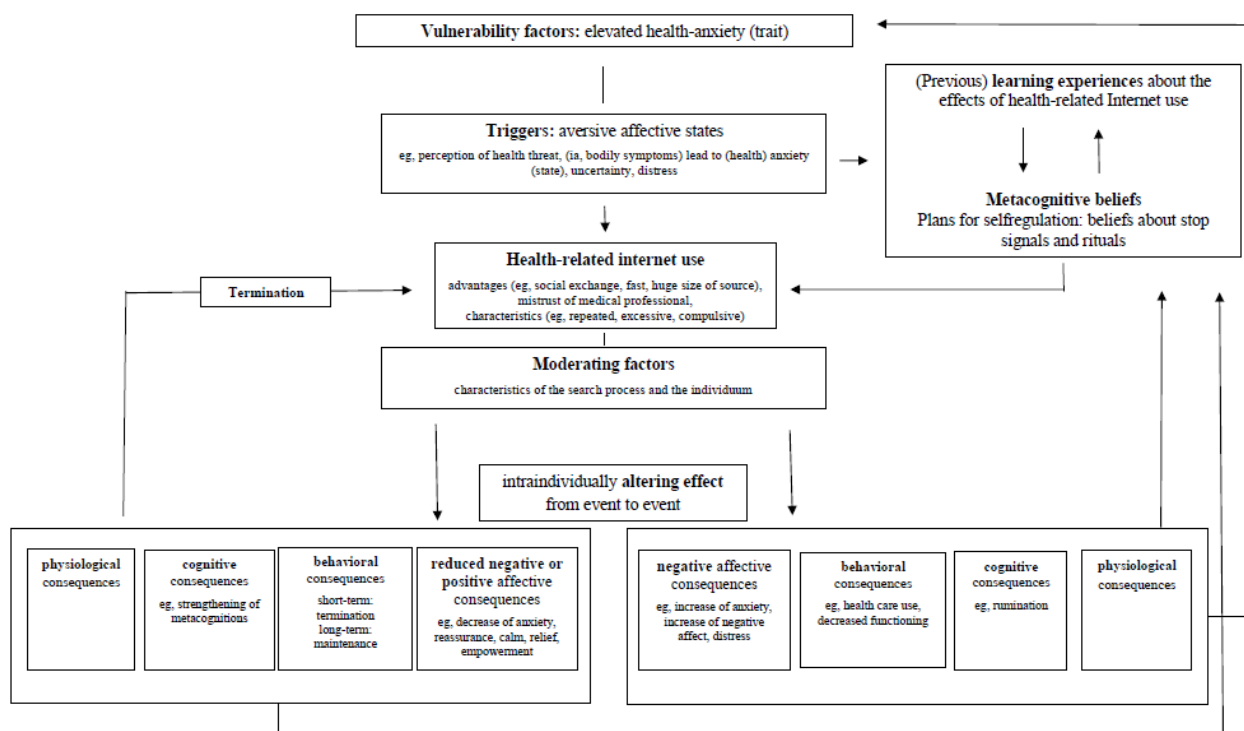 Vulnerability factors: elevated health-anxiety (trait)
(Previous) learning experiences about the
effects of health-related Internet use
Metacognitive beliefs
Plans for selfregulation: beliefs about stop
signals and rituals
Triggers: aversive affective states
eg, perception of health threat, (ia, bodily symptoms) lead to (health) anxiety
(state), uncertainty, distress
Health-related internet use
advantages (eg, social exchange, fast, huge size of source),
mistrust of medical professional,
characteristics (eg, repeated, excessive, compulsive)
Termination
Moderating factors
characteristics of the search process and the individuum
intraindividually altering effect
from event to event
physiological
consequences
cognitive
consequences
eg, strengthening of
metacognitions
behavioral
consequences
short-term:
termination
long-term:
maintenance
reduced negative or
positive affective
consequences
eg, decrease of anxiety,
reassurance, calm, relief,
empowerment
negative affective
consequences
eg, increase of anxiety,
increase of negative
affect, distress
behavioral
consequences
eg, health care use,
decreased functioning
cognitive
consequences
eg, rumination
physiological
consequences